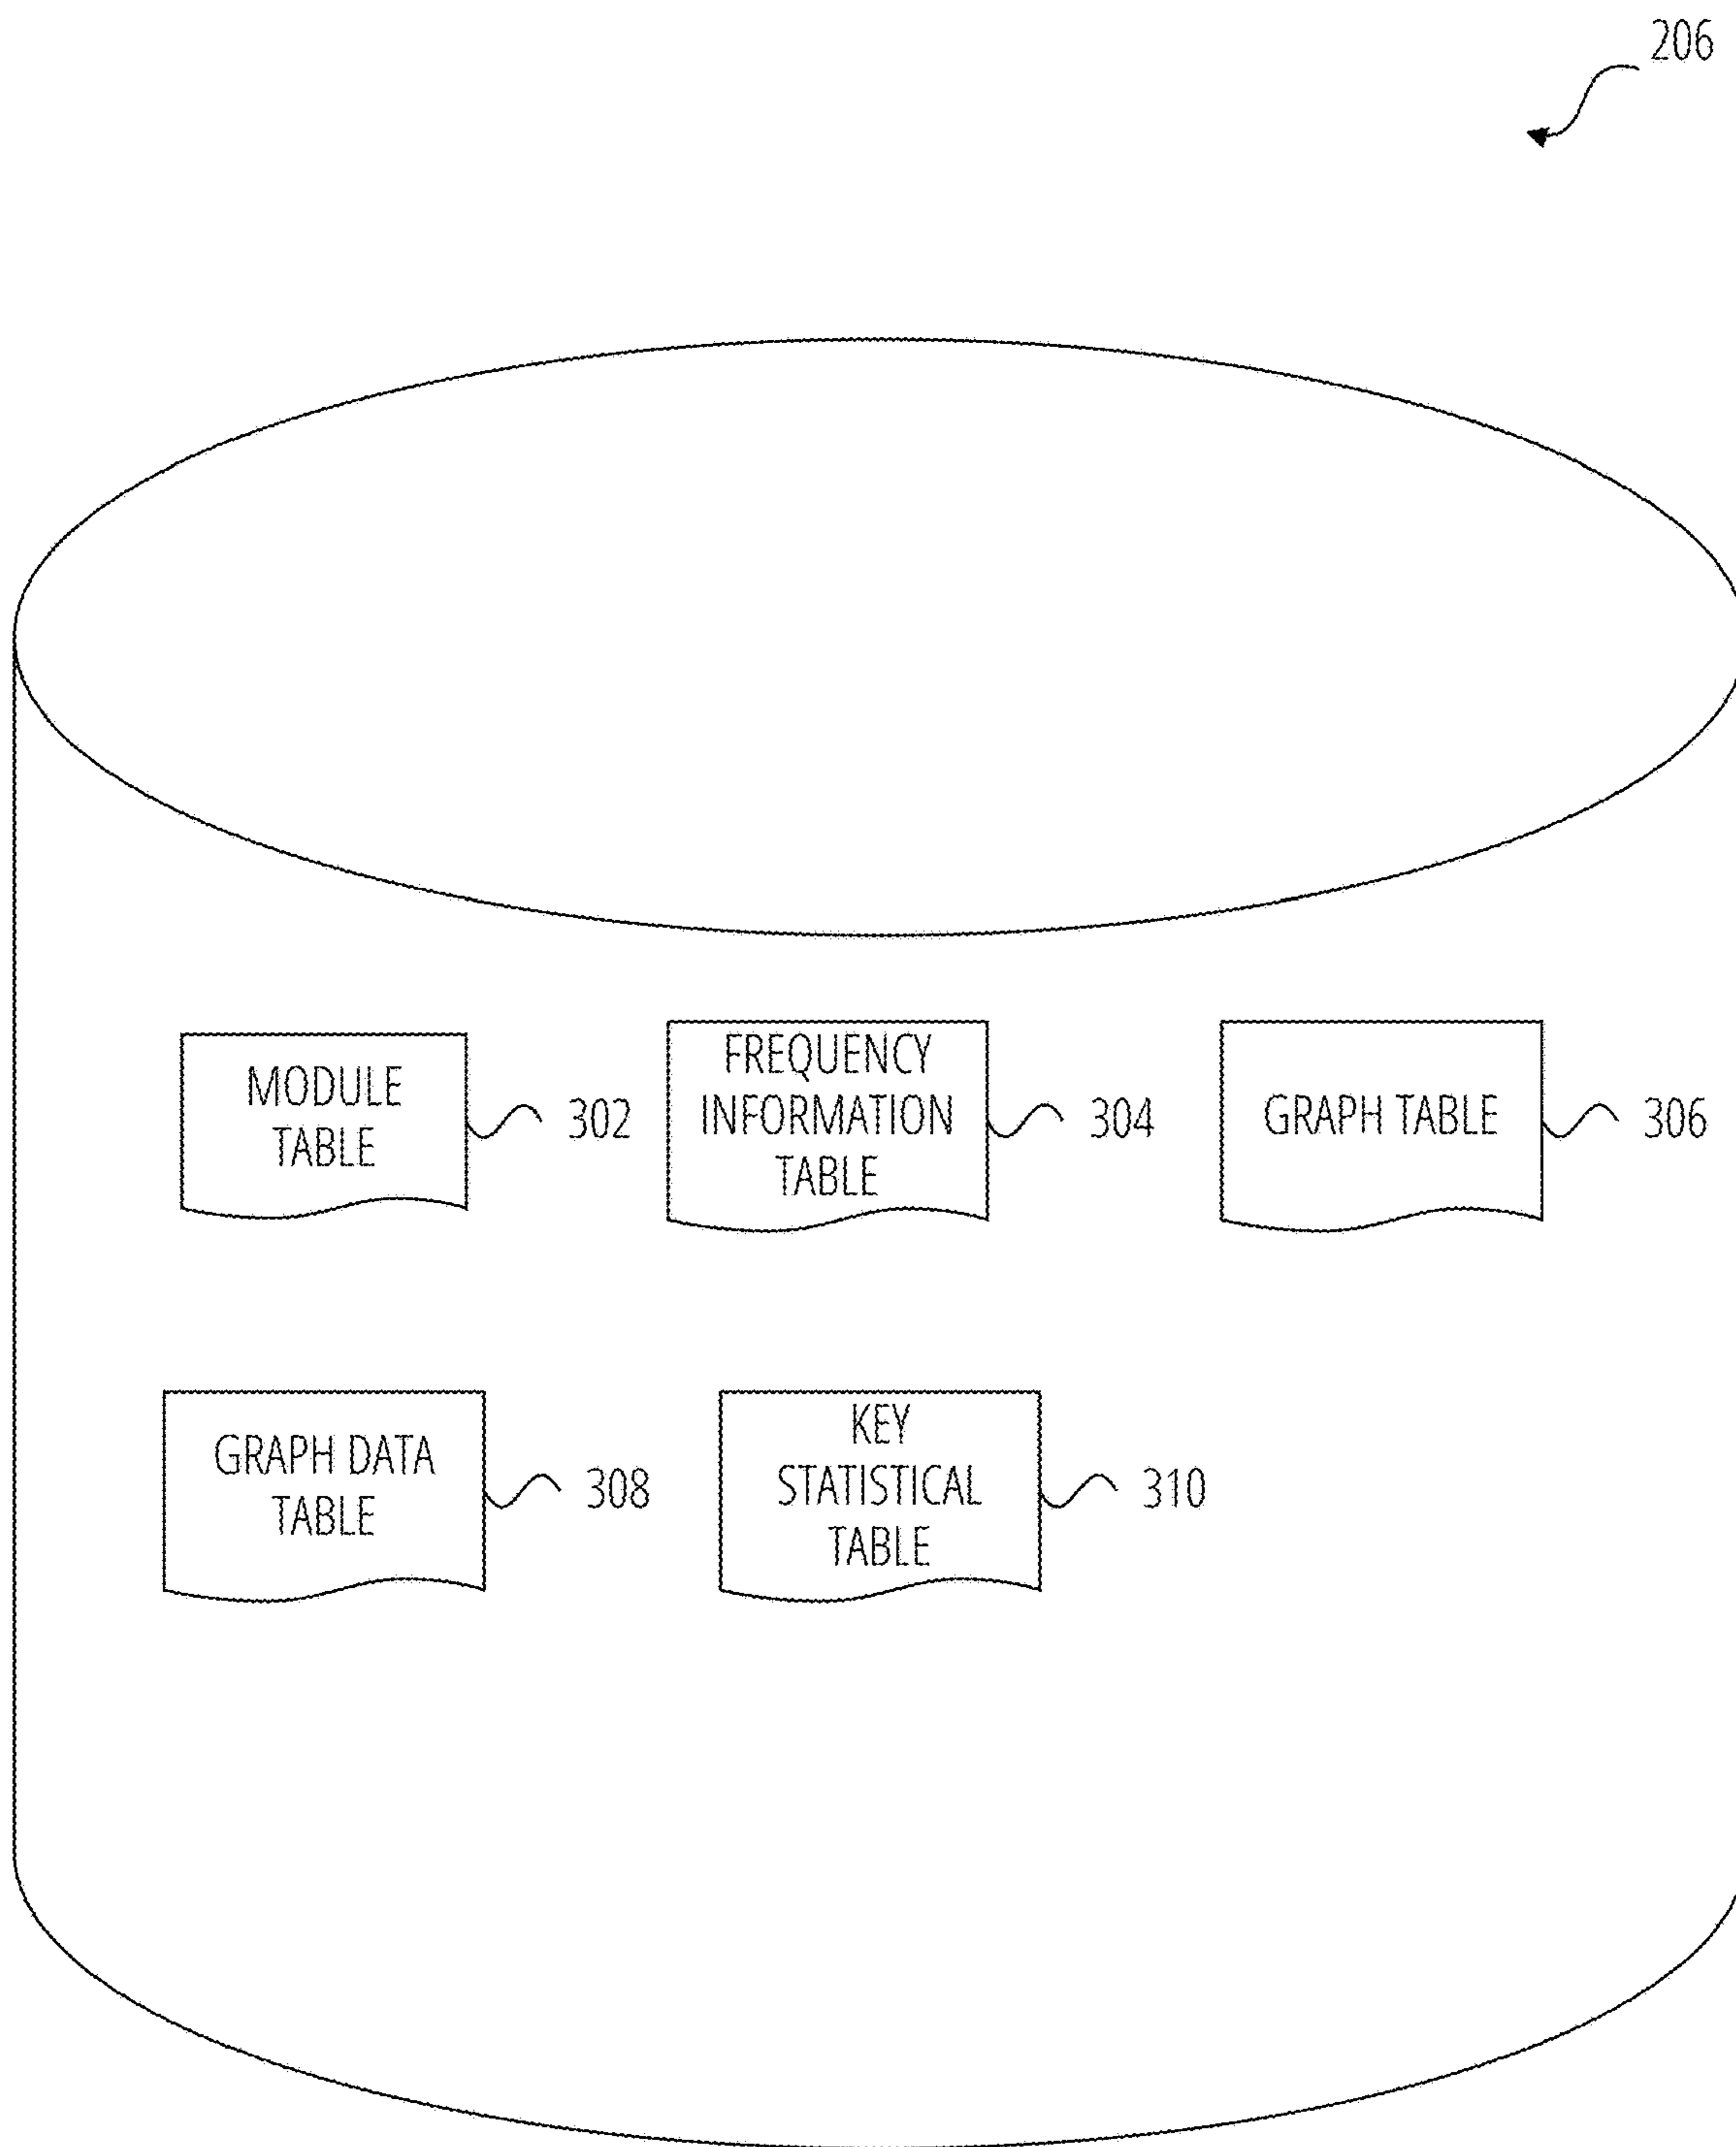 206
MODULE
TABLE
302
FREQUENCY
INFORMATION
TABLE
304
GRAPH TABLE
306
GRAPH DATA
TABLE
308
KEY
STATISTICAL
TABLE
310